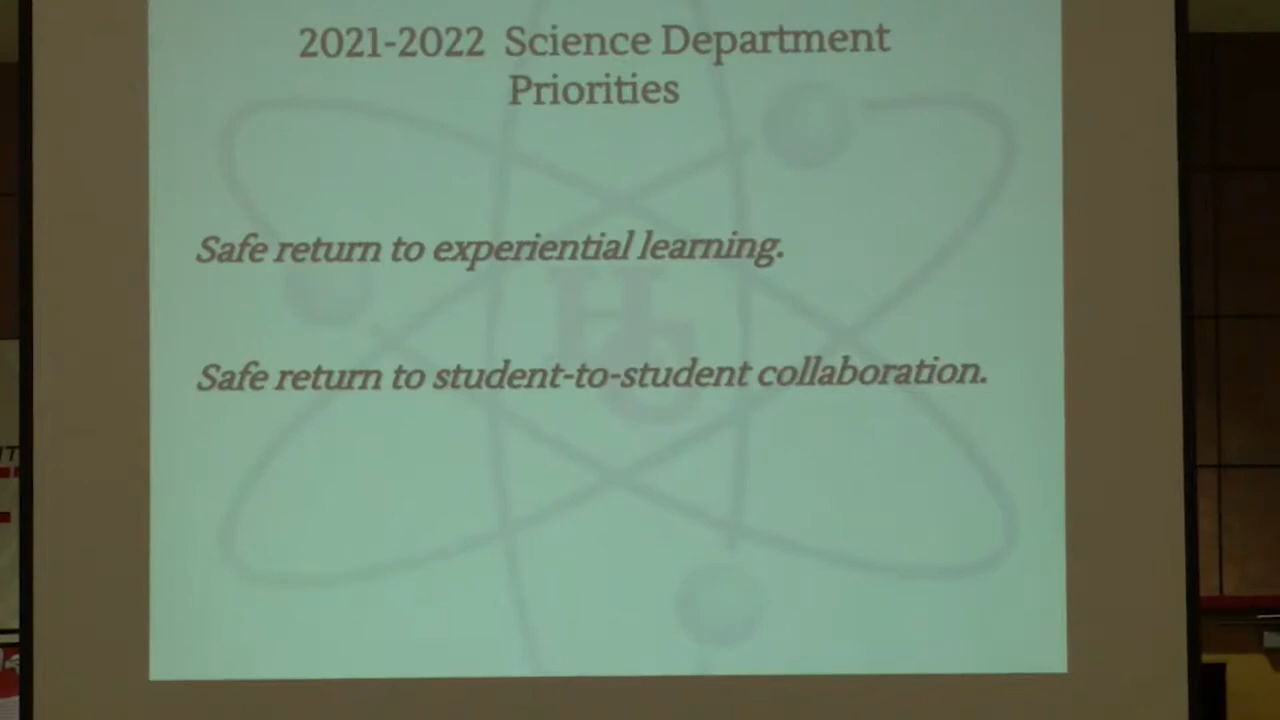 2021-2022 Science Department
Priorities
Safe return to experiential learning.
Safe return to student-to-student collaboration.